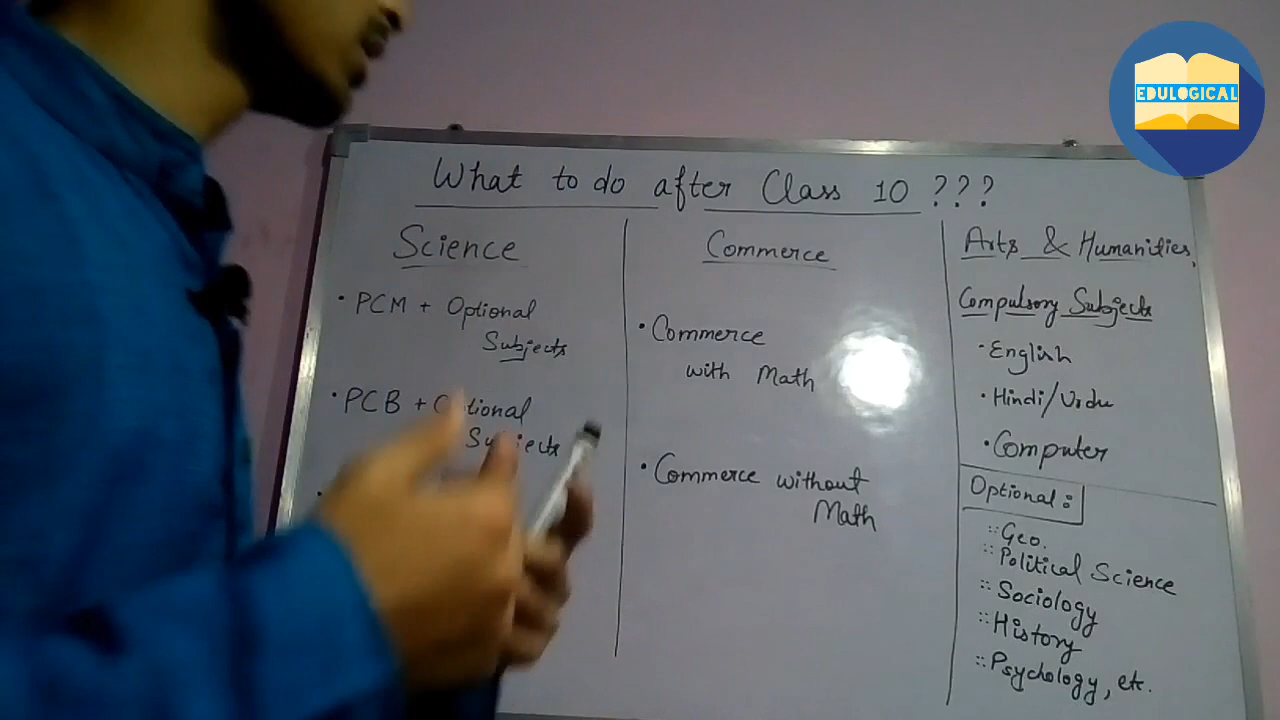 EDULOGICAL
What to do after Class 10 ???
Science
• PCM + Optional
Subjects
• PCB + Optional
Subjects
Commerce
• Commerce
with Math
• Commerce without
Math
Arts & Humanities,
Compulsory Subjects
• English
• Hindi/Urdu
• Computer
Optional :
:: Geo.
:: Political Science
:: Sociology
:: History
:: Psychology, etc.